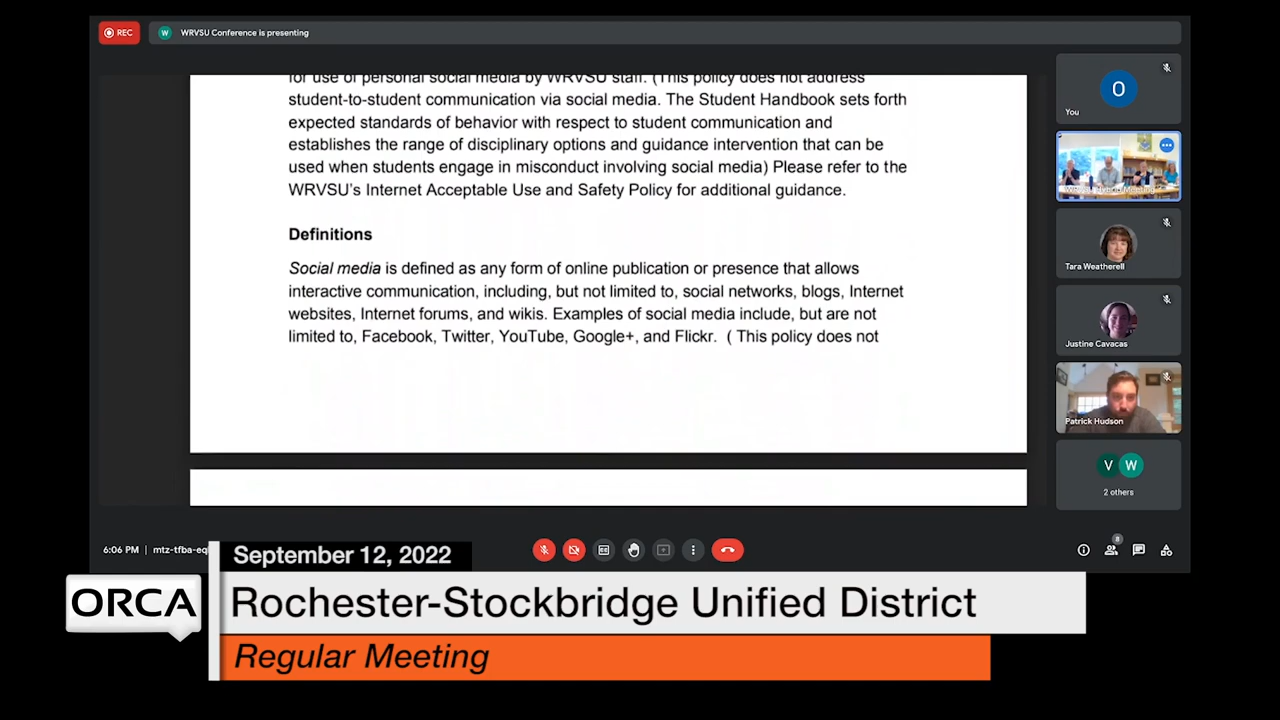 REC
W WRVSU Conference is presenting
for use of personal social media by WRVSU staff. (This policy does not address
student-to-student communication via social media. The Student Handbook sets forth
expected standards of behavior with respect to student communication and
establishes the range of disciplinary options and guidance intervention that can be
used when students engage in misconduct involving social media) Please refer to the
WRVSU's Internet Acceptable Use and Safety Policy for additional guidance.
Definitions
Social media is defined as any form of online publication or presence that allows
interactive communication, including, but not limited to, social networks, blogs, Internet
websites, Internet forums, and wikis. Examples of social media include, but are not
limited to, Facebook, Twitter, YouTube, Google+, and Flickr. ( This policy does not
O
You
Tara Weatherell
Justine Cavacas
Patrick Hudson
V W
2 others
6:06 PM | mtz-tfba-eq
8
September 12, 2022
ORCA
Rochester-Stockbridge Unified District
Regular Meeting